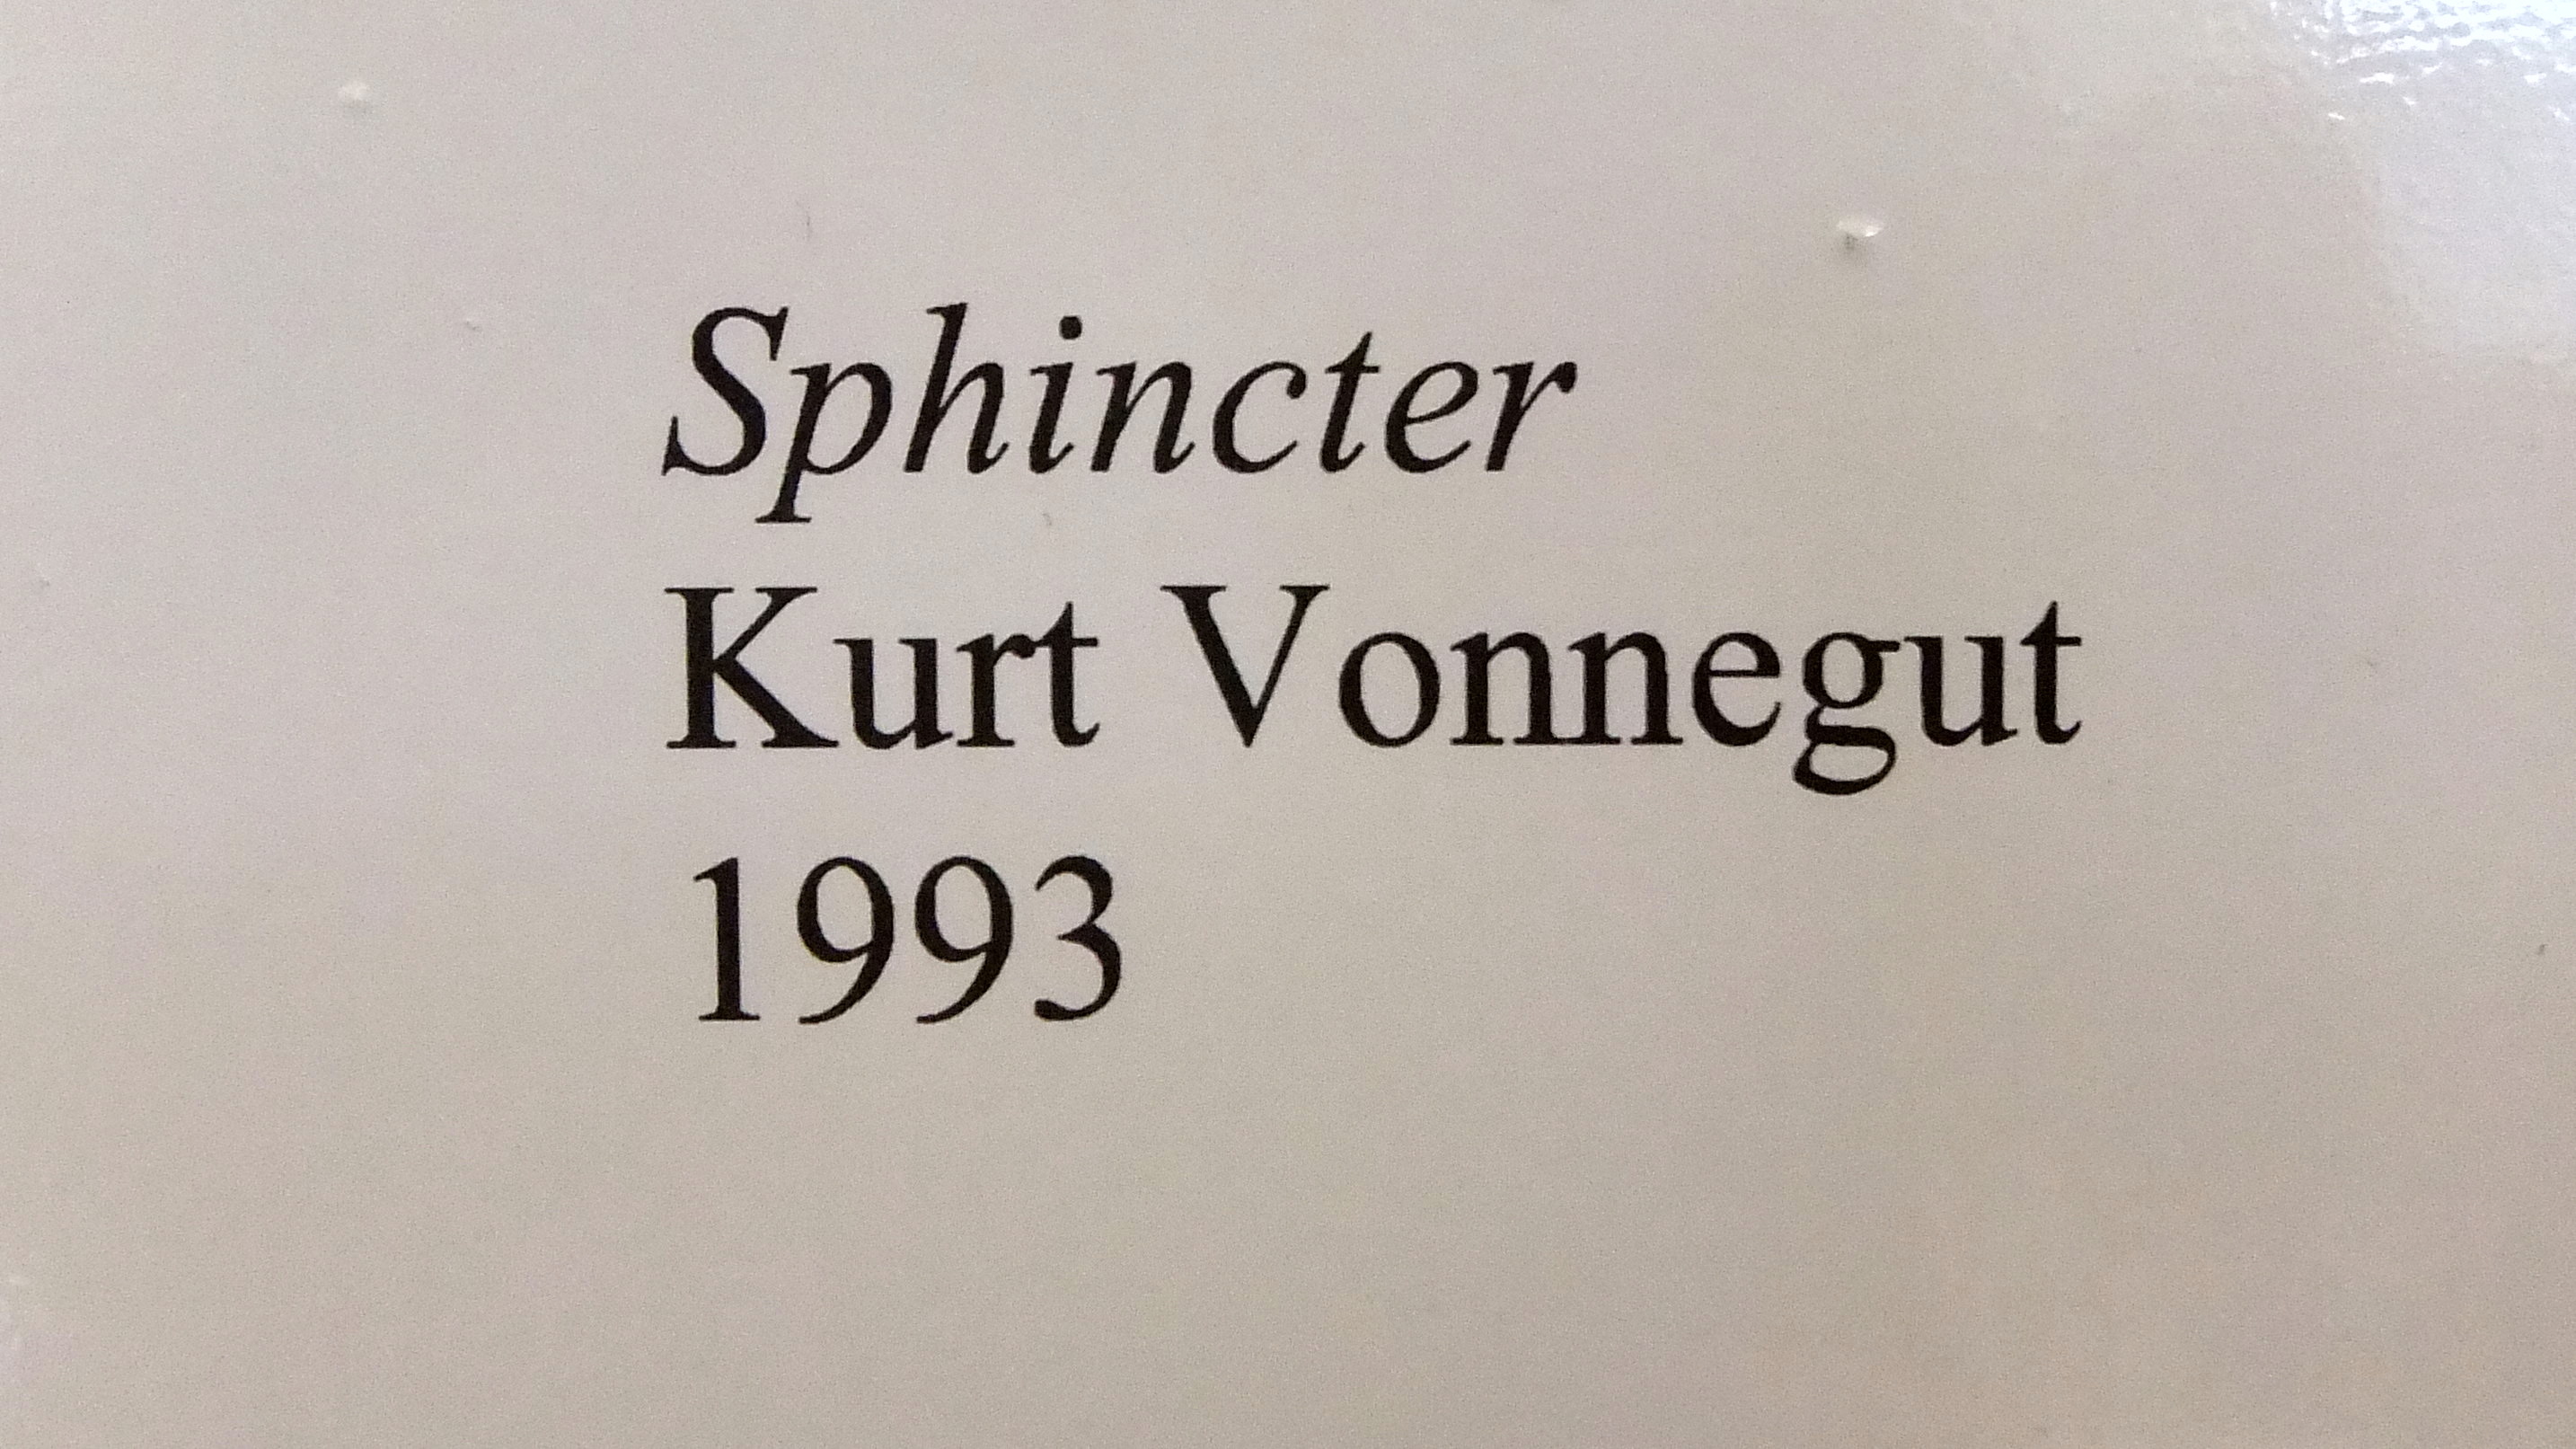 Sphincter
Kurt Vonnegut
1993